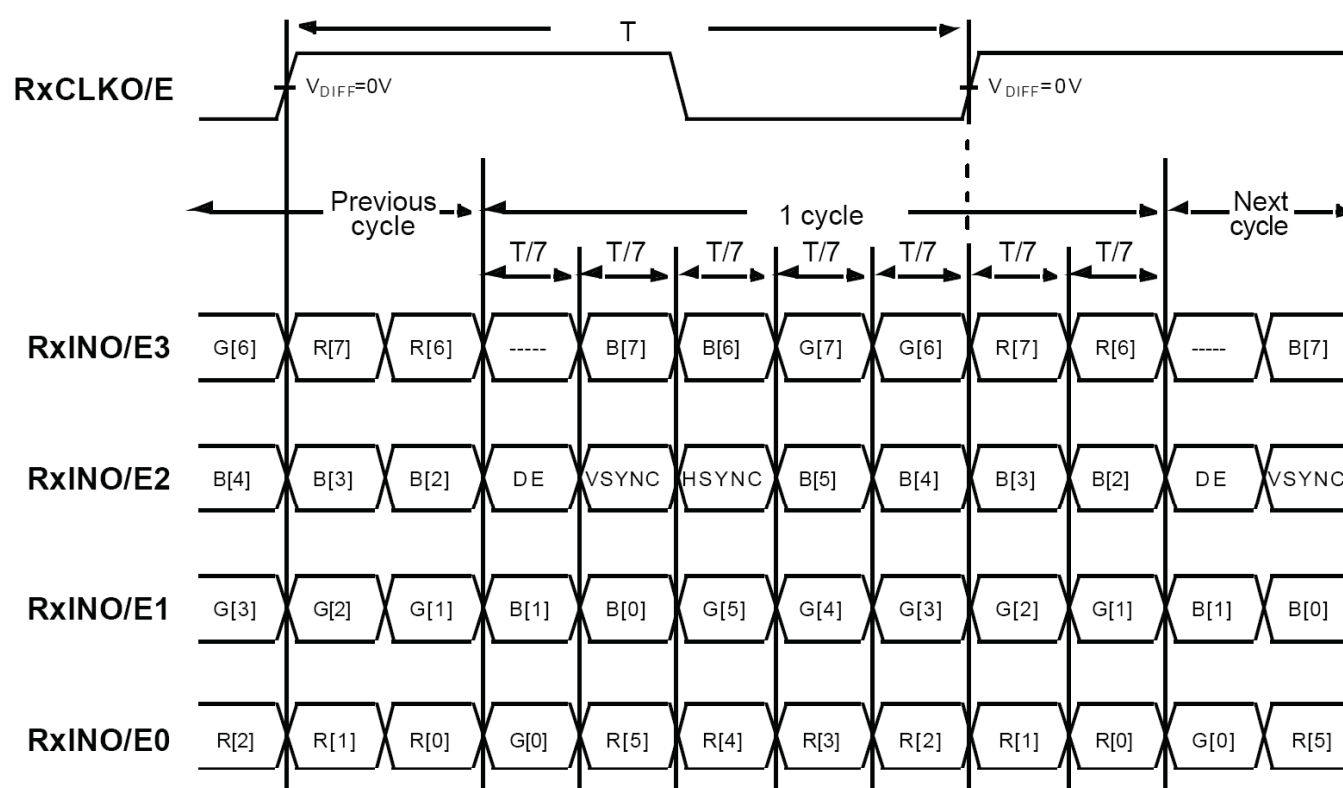 T
RxCLKO/E V_DIFF=0V V_DIFF=0V
Previous cycle 1 cycle Next cycle
T/7 T/7 T/7 T/7 T/7 T/7 T/7
RxINO/E3 G[6] R[7] R[6] ----- B[7] B[6] G[7] G[6] R[7] R[6] ----- B[7]
RxINO/E2 B[4] B[3] B[2] DE VSYNC HSYNC B[5] B[4] B[3] B[2] DE VSYNC
RxINO/E1 G[3] G[2] G[1] B[1] B[0] G[5] G[4] G[3] G[2] G[1] B[1] B[0]
RxINO/E0 R[2] R[1] R[0] G[0] R[5] R[4] R[3] R[2] R[1] R[0] G[0] R[5]